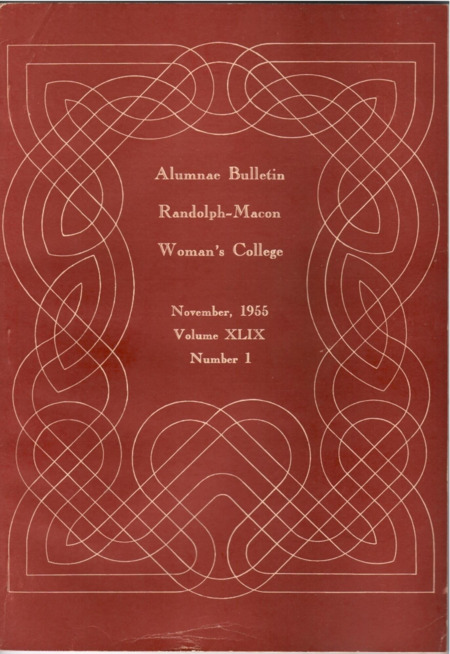 Alumnae Bulletin
Randolph-Macon
Woman's College
November, 1955
Volume XLIX
Number 1